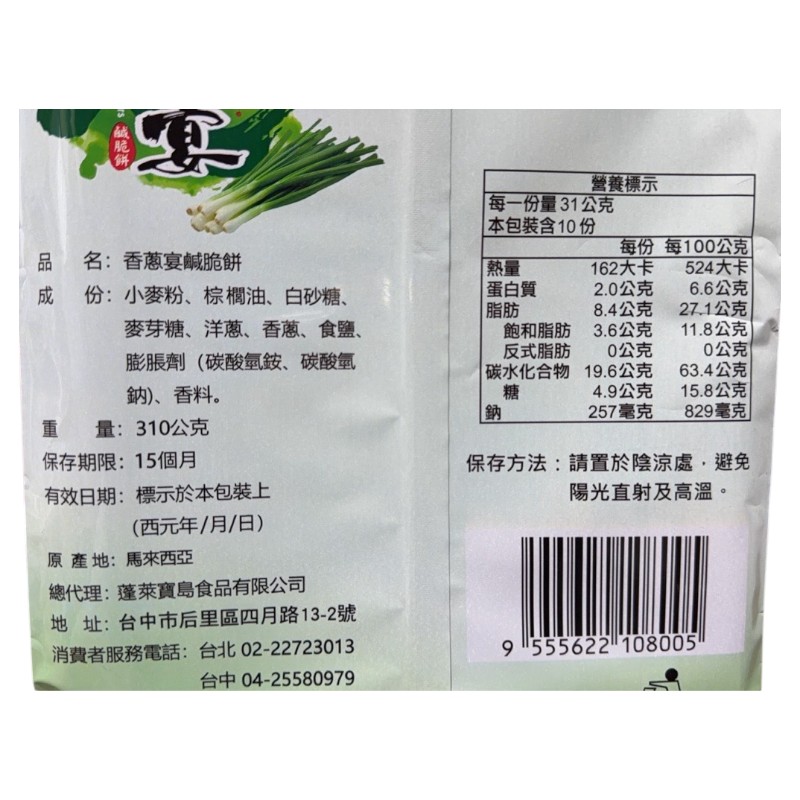 宴
鹹脆餅
品 名：香蔥宴鹹脆餅
成 份：小麥粉、棕櫚油、白砂糖、
麥芽糖、洋蔥、香蔥、食鹽、
膨脹劑（碳酸氫銨、碳酸氫
鈉）、香料。
重 量：310公克
保存期限：15個月
有效日期：標示於本包裝上
(西元年/月/日)
原 產 地：馬來西亞
總代理：蓬萊寶島食品有限公司
地 址：台中市后里區四月路13-2號
消費者服務電話：台北 02-22723013
台中 04-25580979
營養標示
每一份量31公克
本包裝含10份
每份 每100公克
熱量 162大卡 524大卡
蛋白質 2.0公克 6.6公克
脂肪 8.4公克 27.1公克
飽和脂肪 3.6公克 11.8公克
反式脂肪 0公克 0公克
碳水化合物 19.6公克 63.4公克
糖 4.9公克 15.8公克
鈉 257毫克 829毫克
保存方法：請置於陰涼處，避免
陽光直射及高溫。
9 555622 108005